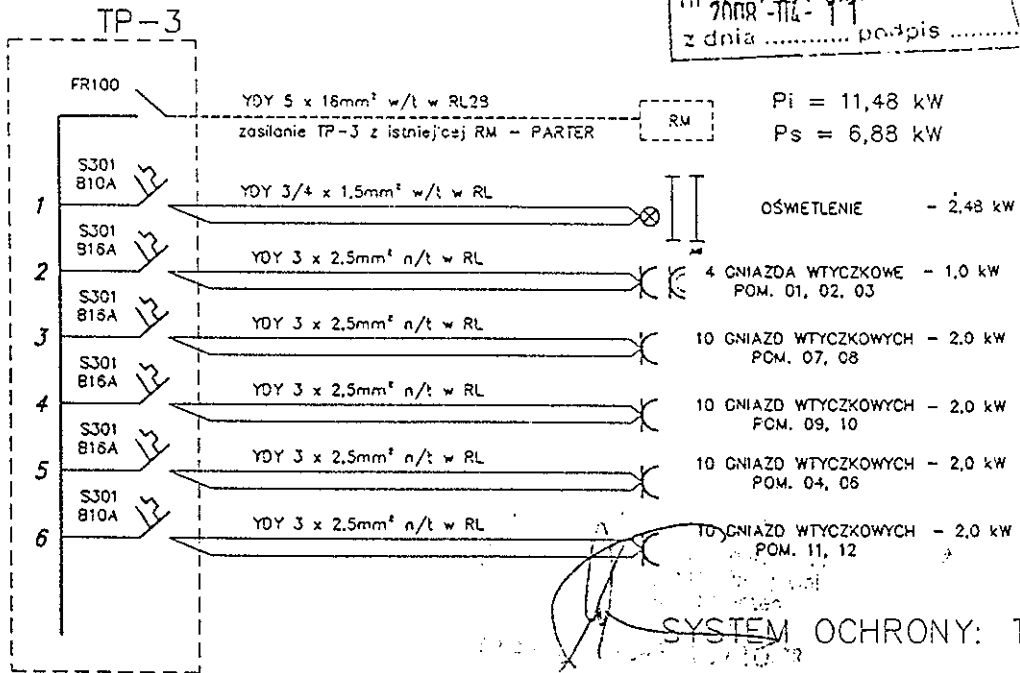 TP-3
2008-04-11
z dnia ........... podpis ..........
FR100
YDY 5 x 16mm² w/t w RL29
zasilanie TP-3 z istniejącej RM - PARTER
RM
Pi = 11,48 kW
Ps = 6,88 kW
1
S301
B10A
YDY 3/4 x 1,5mm² w/t w RL
OŚWIETLENIE - 2,48 kW
2
S301
B16A
YDY 3 x 2,5mm² n/t w RL
4 GNIAZDA WTYCZKOWE - 1,0 kW
POM. 01, 02, 03
3
S301
B16A
YDY 3 x 2,5mm² n/t w RL
10 GNIAZD WTYCZKOWYCH - 2,0 kW
POM. 07, 08
4
S301
B16A
YDY 3 x 2,5mm² n/t w RL
10 GNIAZD WTYCZKOWYCH - 2,0 kW
POM. 09, 10
5
S301
B16A
YDY 3 x 2,5mm² n/t w RL
10 GNIAZD WTYCZKOWYCH - 2,0 kW
POM. 04, 06
6
S301
B10A
YDY 3 x 2,5mm² n/t w RL
10 GNIAZD WTYCZKOWYCH - 2,0 kW
POM. 11, 12
SYSTEM OCHRONY: T